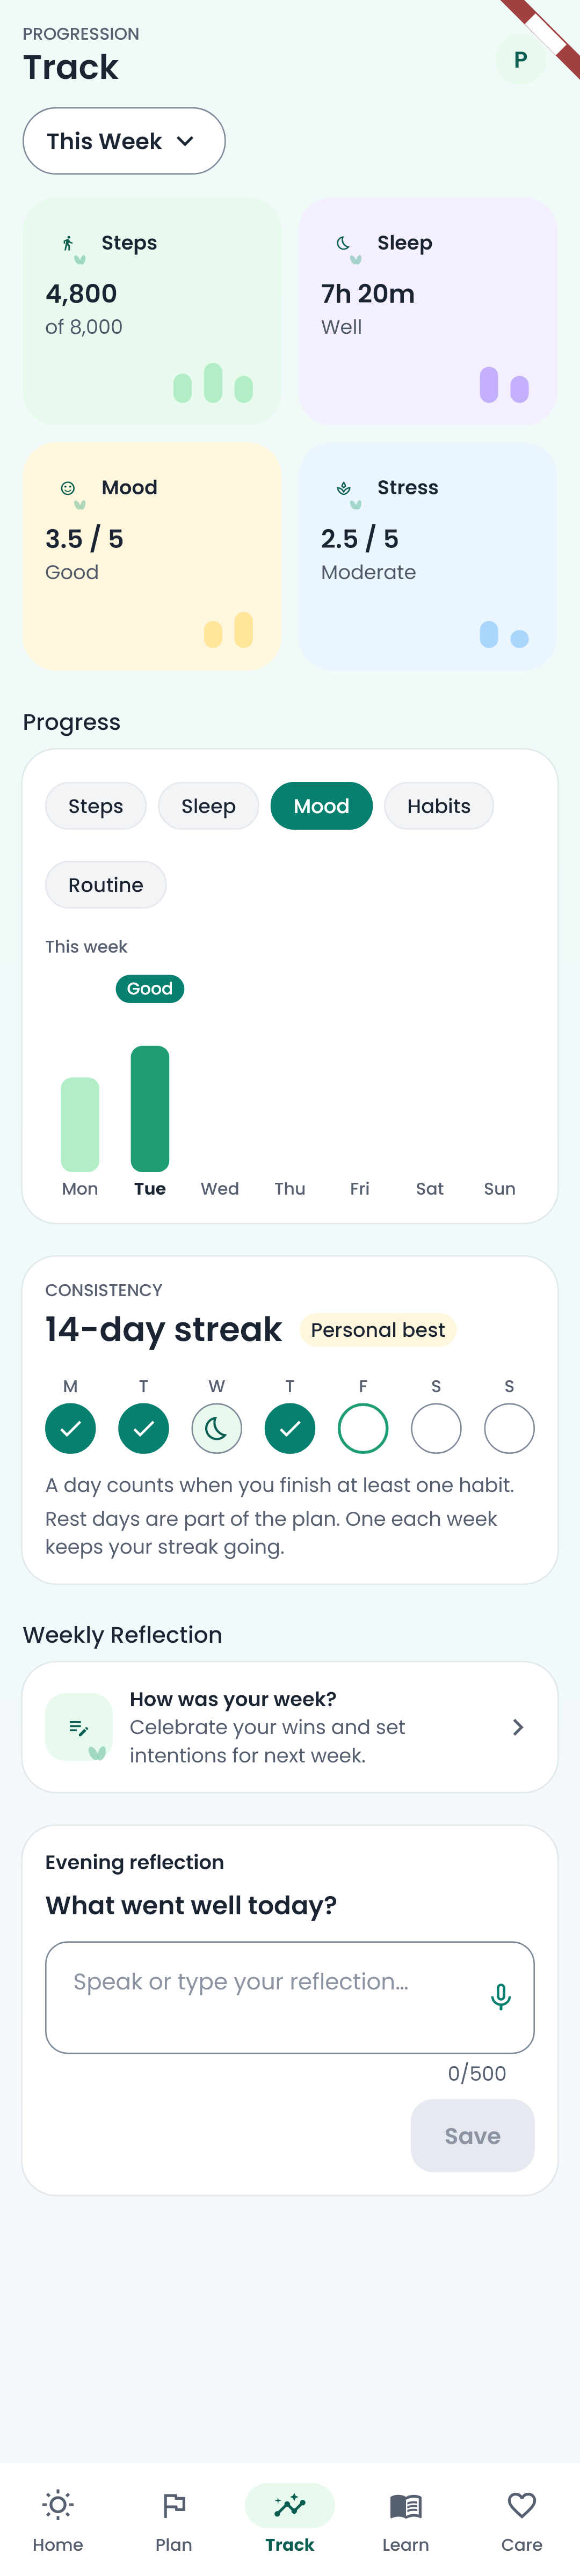 PROGRESSION
Track
P
This Week
Steps
4,800
of 8,000
Sleep
7h 20m
Well
Mood
3.5 / 5
Good
Stress
2.5 / 5
Moderate
Progress
Steps Sleep Mood Habits
Routine
This week
Good
Mon Tue Wed Thu Fri Sat Sun
CONSISTENCY
14-day streak Personal best
M T W T F S S
A day counts when you finish at least one habit.
Rest days are part of the plan. One each week
keeps your streak going.
Weekly Reflection
How was your week?
Celebrate your wins and set
intentions for next week.
Evening reflection
What went well today?
Speak or type your reflection...
0/500
Save
Home Plan Track Learn Care